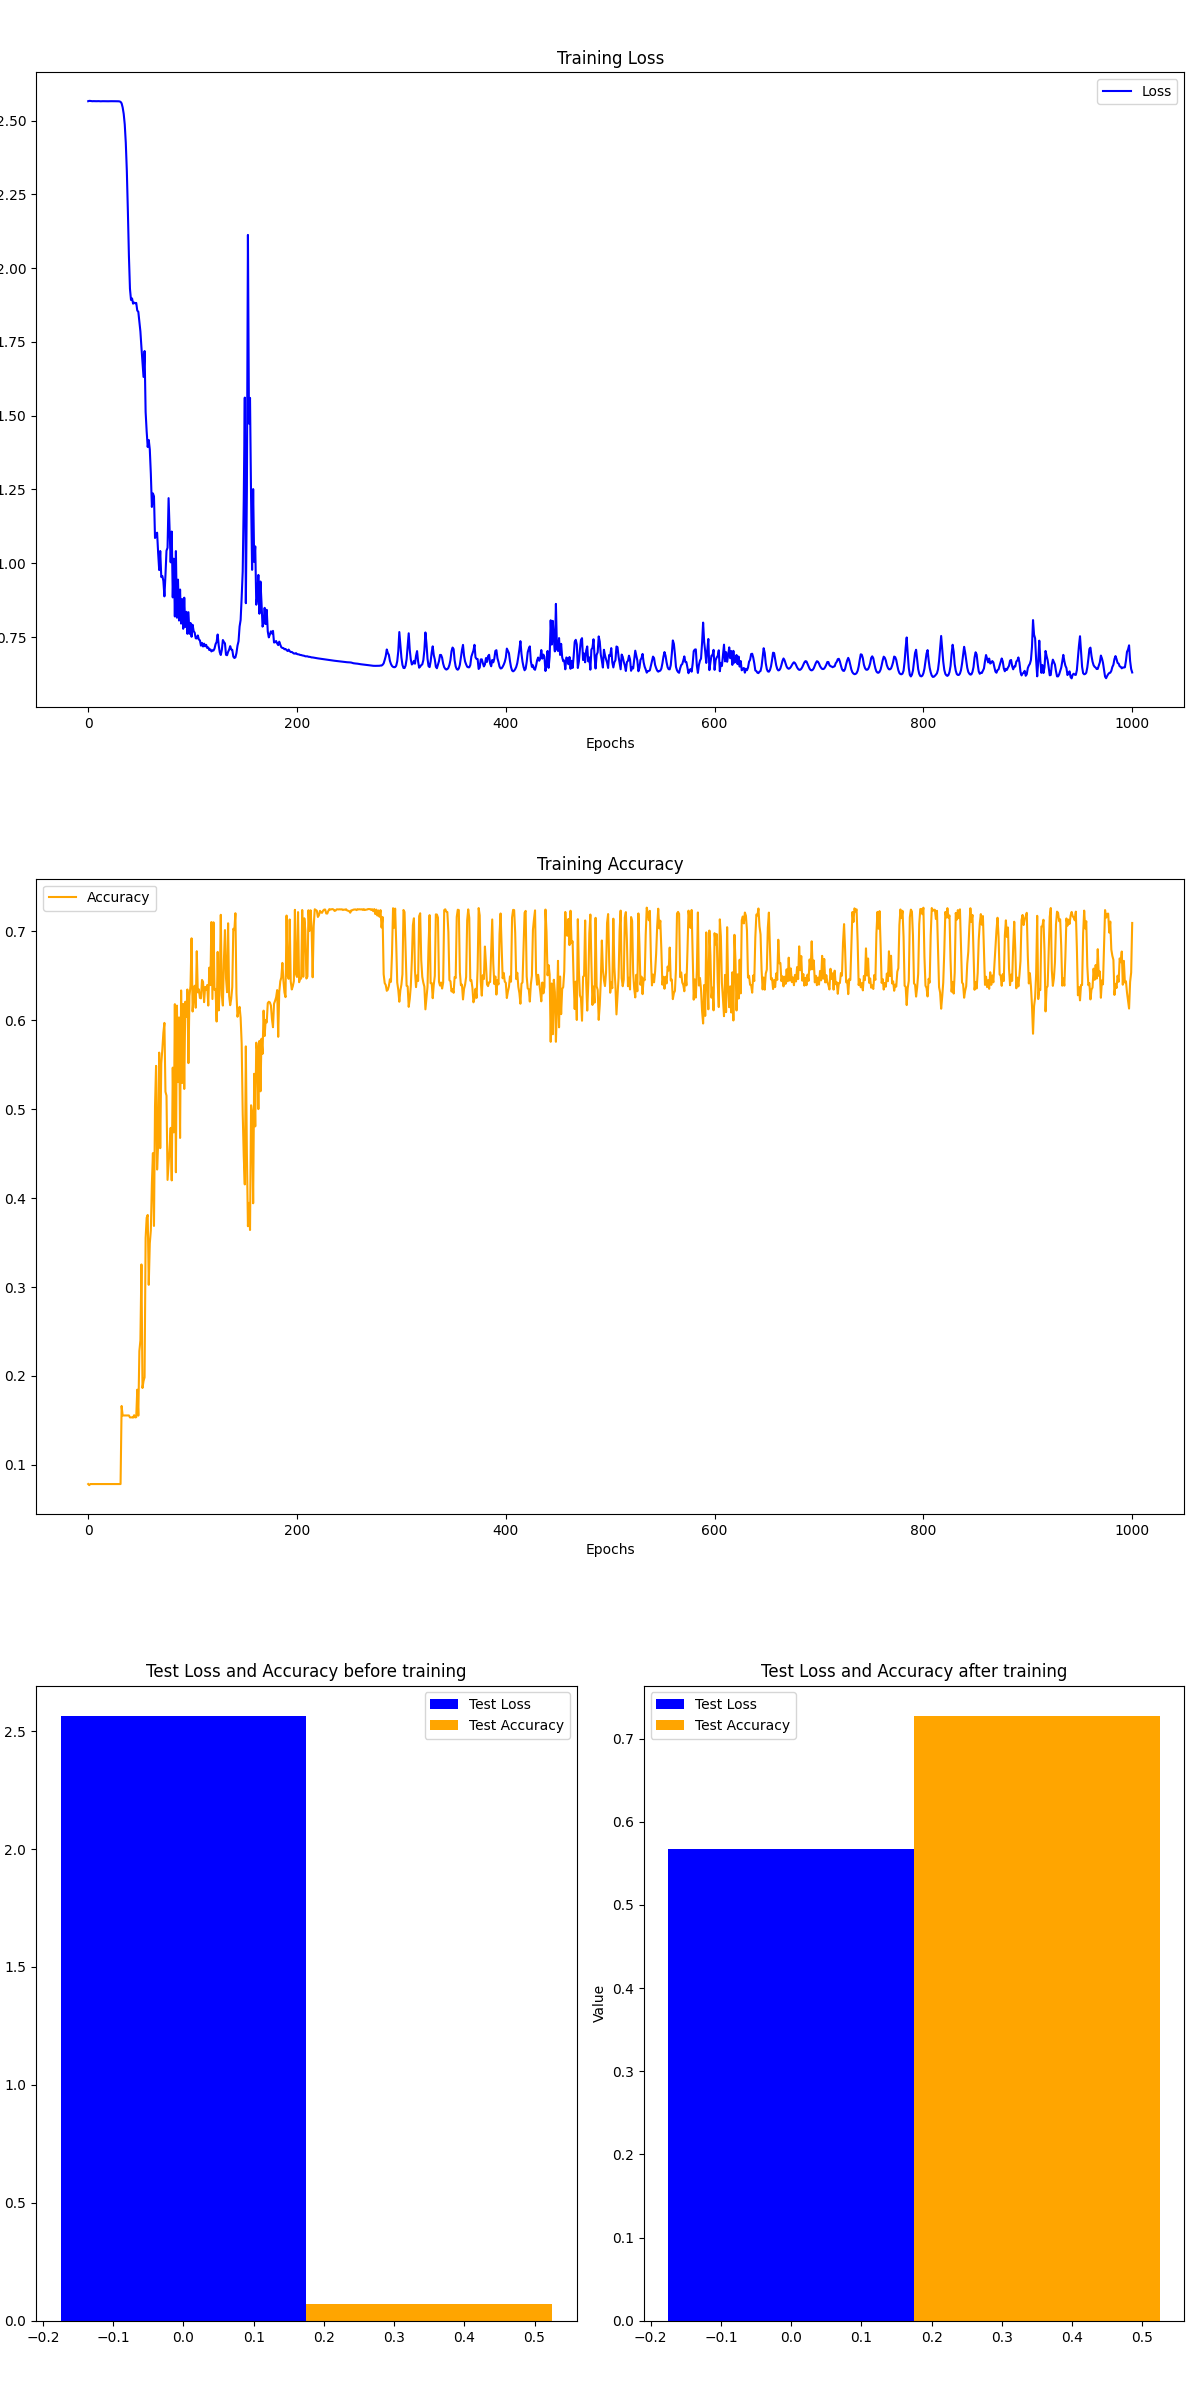 Training Loss
Loss
2.50
2.25
2.00
1.75
1.50
1.25
1.00
0.75
0 200 400 600 800 1000
Epochs
Training Accuracy
Accuracy
0.7
0.6
0.5
0.4
0.3
0.2
0.1
0 200 400 600 800 1000
Epochs
Test Loss and Accuracy before training
Test Loss
Test Accuracy
2.5
2.0
1.5
1.0
0.5
0.0
−0.2 −0.1 0.0 0.1 0.2 0.3 0.4 0.5
Test Loss and Accuracy after training
Test Loss
Test Accuracy
Value
0.7
0.6
0.5
0.4
0.3
0.2
0.1
0.0
−0.2 −0.1 0.0 0.1 0.2 0.3 0.4 0.5